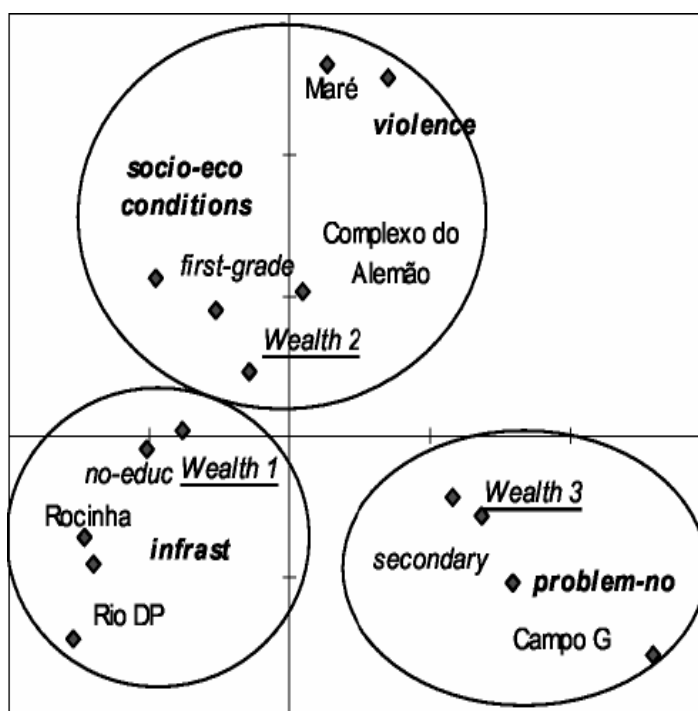 Maré
violence
socio-eco
conditions
Complexo do
Alemão
first-grade
Wealth 2
no-educ Wealth 1
Rocinha
infrast
Rio DP
Wealth 3
secondary
problem-no
Campo G